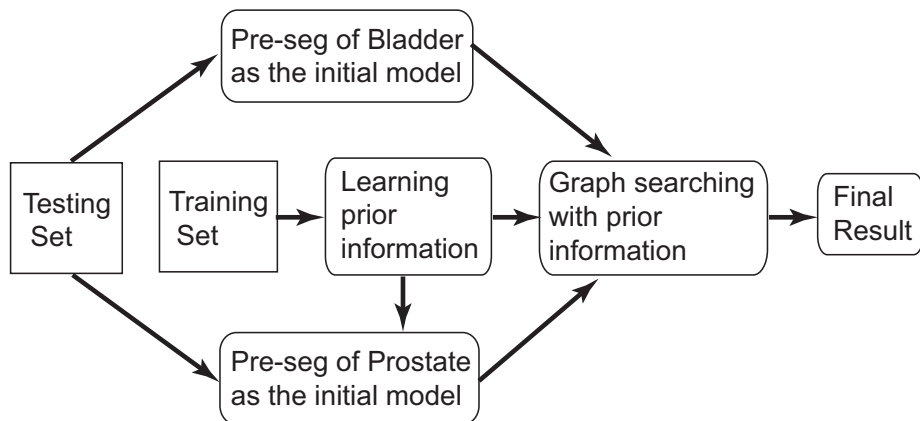 Pre-seg of Bladder
as the initial model
Testing
Set
Training
Set
Learning
prior
information
Graph searching
with prior
information
Final
Result
Pre-seg of Prostate
as the initial model